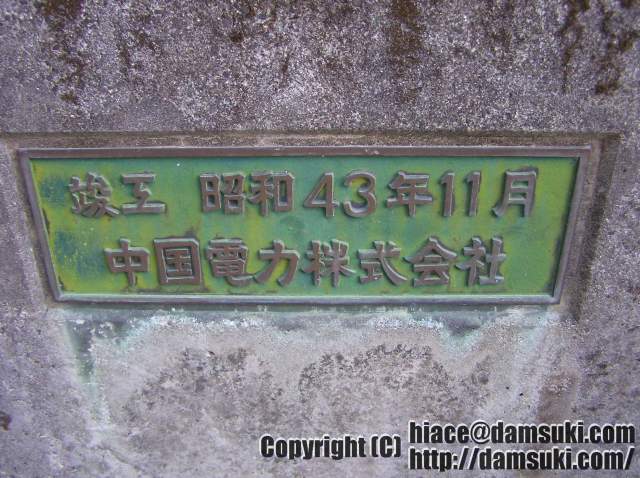 竣工 昭和43年11月
中国電力株式会社
Copyright (C) hiace@damsuki.com
http://damsuki.com/